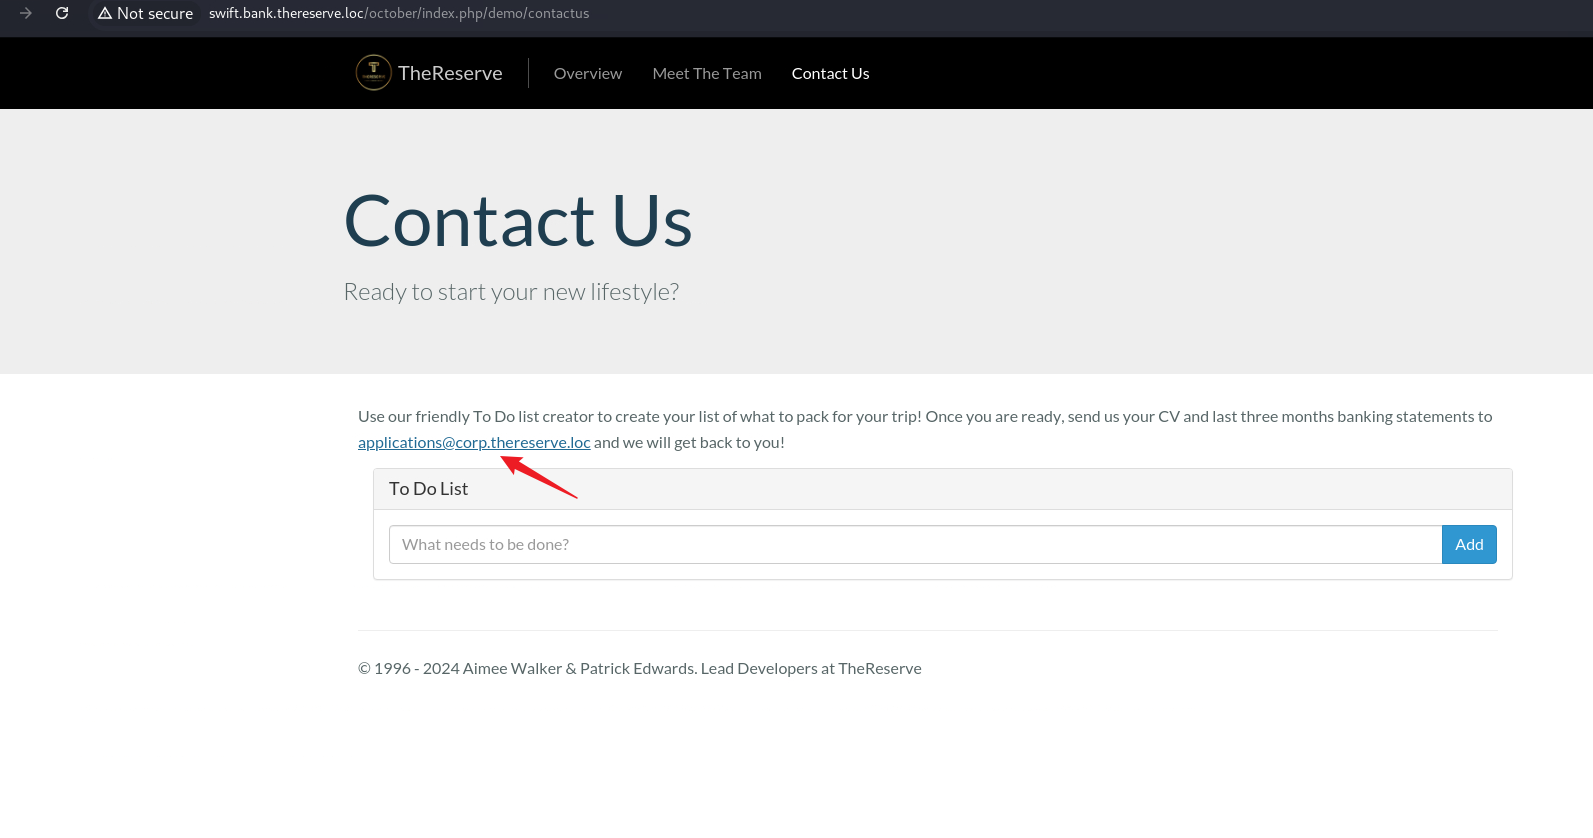 Not secure swift.bank.thereserve.loc/october/index.php/demo/contactus
TheReserve Overview Meet The Team Contact Us
Contact Us
Ready to start your new lifestyle?
Use our friendly To Do list creator to create your list of what to pack for your trip! Once you are ready, send us your CV and last three months banking statements to
applications@corp.thereserve.loc and we will get back to you!
To Do List
What needs to be done? Add
© 1996 - 2024 Aimee Walker & Patrick Edwards. Lead Developers at TheReserve